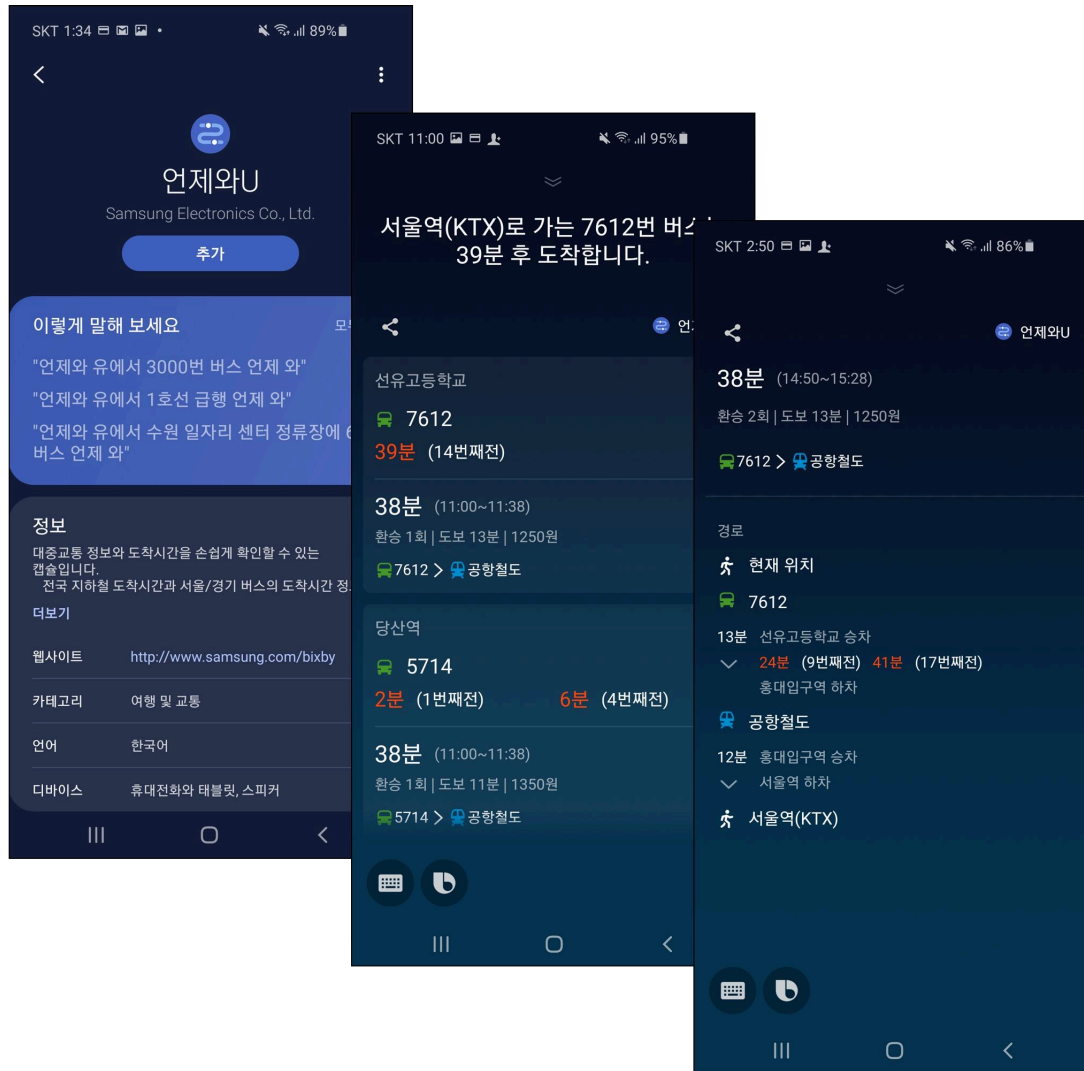 SKT 1:34
89%
언제와U
Samsung Electronics Co., Ltd.
추가
이렇게 말해 보세요
"언제와 유에서 3000번 버스 언제 와"
"언제와 유에서 1호선 급행 언제 와"
"언제와 유에서 수원 일자리 센터 정류장에
버스 언제 와"
정보
대중교통 정보와 도착시간을 손쉽게 확인할 수 있는
캡슐입니다.
전국 지하철 도착시간과 서울/경기 버스의 도착시간 정
더보기
웹사이트 http://www.samsung.com/bixby
카테고리 여행 및 교통
언어 한국어
디바이스 휴대전화와 태블릿, 스피커
SKT 11:00
95%
서울역(KTX)로 가는 7612번 버스
39분 후 도착합니다.
선유고등학교
7612
39분 (14번째전)
38분 (11:00~11:38)
환승 1회 | 도보 13분 | 1250원
7612 > 공항철도
당산역
5714
2분 (1번째전) 6분 (4번째전)
38분 (11:00~11:38)
환승 1회 | 도보 11분 | 1350원
5714 > 공항철도
SKT 2:50
86%
언제와U
38분 (14:50~15:28)
환승 2회 | 도보 13분 | 1250원
7612 > 공항철도
경로
현재 위치
7612
13분 선유고등학교 승차
24분 (9번째전) 41분 (17번째전)
홍대입구역 하차
공항철도
12분 홍대입구역 승차
서울역 하차
서울역(KTX)